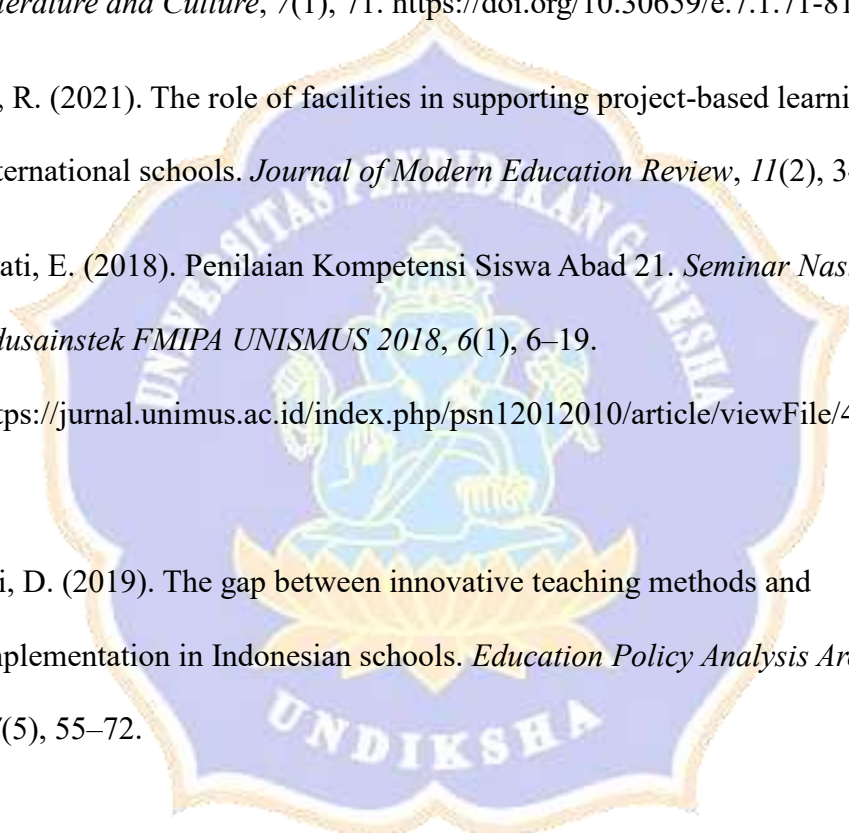 terature and Culture, 7(1), 71. https://doi.org/10.30659/e.7.1.71-81
, R. (2021). The role of facilities in supporting project-based learni
ternational schools. Journal of Modern Education Review, 11(2), 3
ati, E. (2018). Penilaian Kompetensi Siswa Abad 21. Seminar Nas
dusainstek FMIPA UNISMUS 2018, 6(1), 6–19.
tps://jurnal.unimus.ac.id/index.php/psn12012010/article/viewFile/4
i, D. (2019). The gap between innovative teaching methods and
nplementation in Indonesian schools. Education Policy Analysis Ar
(5), 55–72.
UNIVERSITAS PENDIDIKAN GANESHA
UNDIKSHA